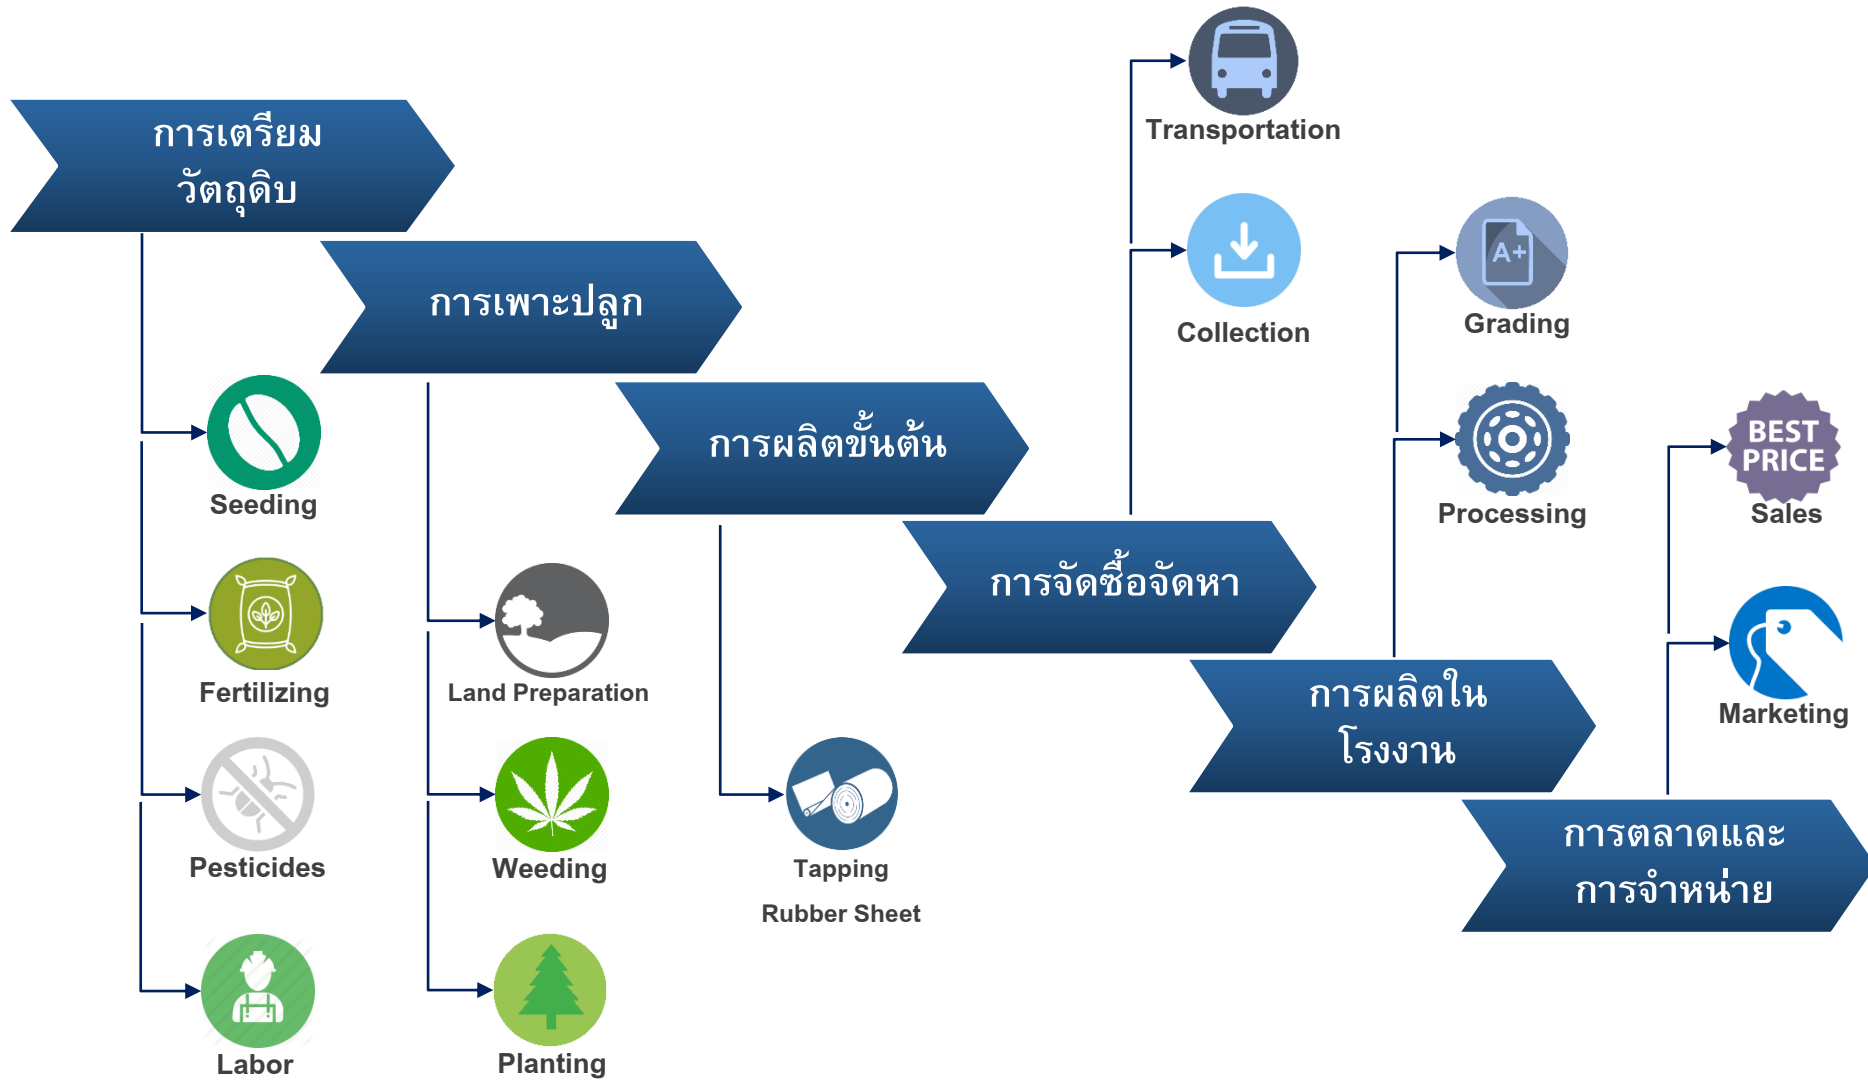 การเตรียม
วัตถุดิบ
Seeding
Fertilizing
Pesticides
Labor
การเพาะปลูก
Land Preparation
Weeding
Planting
การผลิตขั้นต้น
Tapping
Rubber Sheet
การจัดซื้อจัดหา
Transportation
Collection
การผลิตใน
โรงงาน
A+
Grading
Processing
การตลาดและ
การจำหน่าย
BEST
PRICE
Sales
Marketing